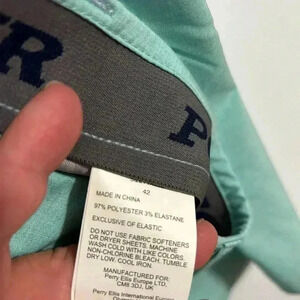 ER
P
42
MADE IN CHINA
97% POLYESTER 3% ELASTANE
EXCLUSIVE OF ELASTIC
DO NOT USE FABRIC SOFTENERS
OR DRYER SHEETS. MACHINE
WASH COLD WITH LIKE COLORS.
NON-CHLORINE BLEACH. TUMBLE
DRY LOW. COOL IRON.
MANUFACTURED FOR:
Perry Ellis Europe LTD.
CM8 3DJ, UK
Perry Ellis International Europe